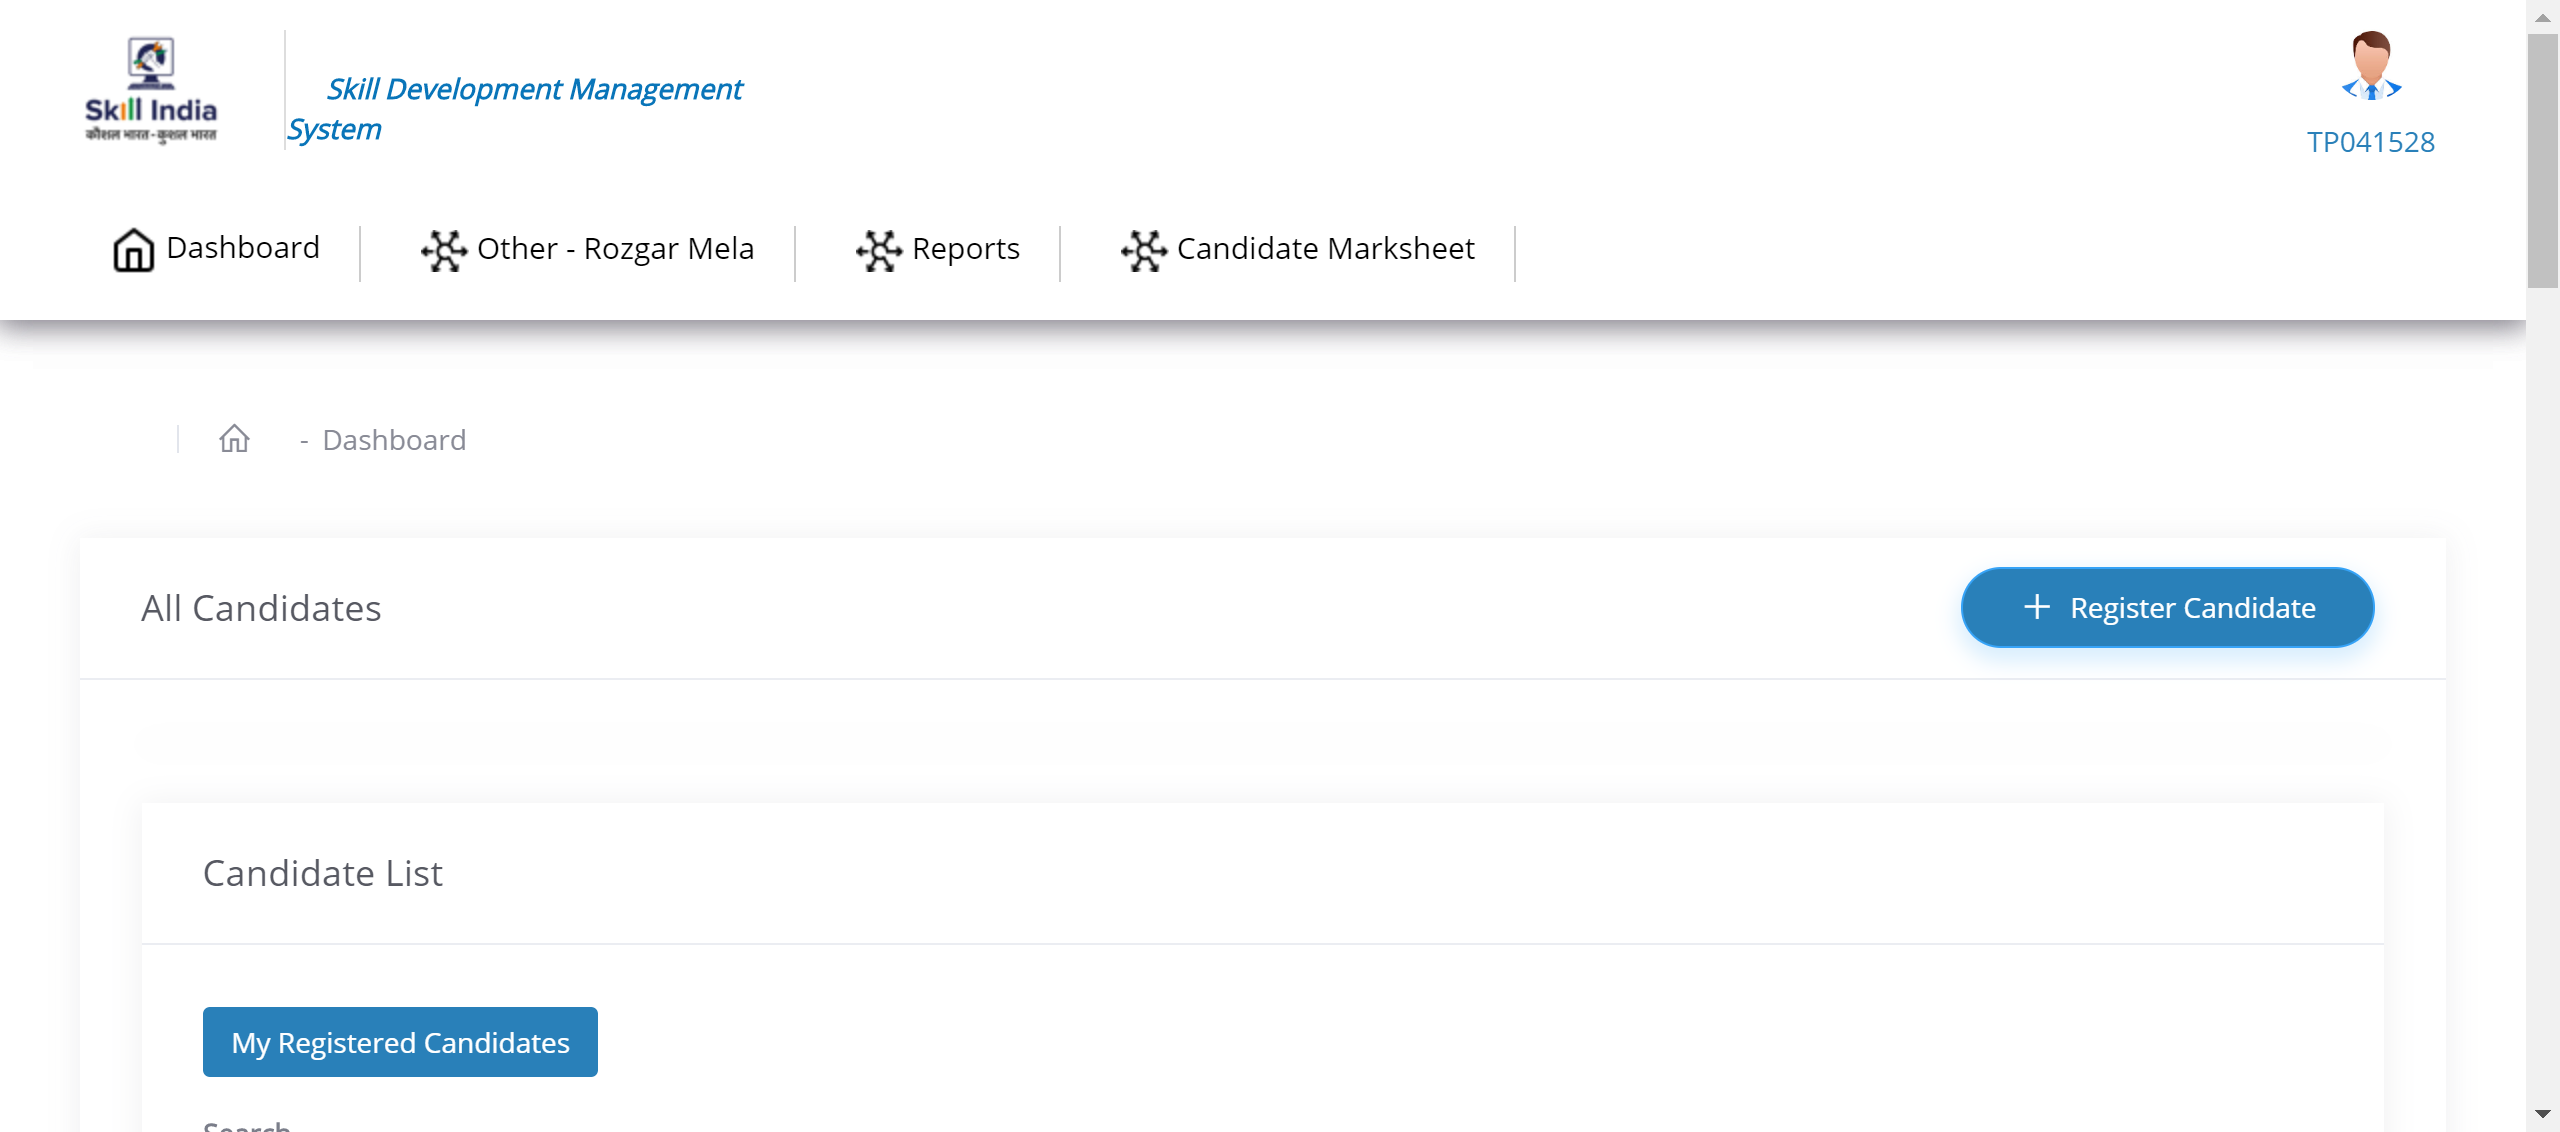 Skill India
कौशल भारत-कुशल भारत
Skill Development Management
System
TP041528
Dashboard
Other - Rozgar Mela
Reports
Candidate Marksheet
- Dashboard
All Candidates
+ Register Candidate
Candidate List
My Registered Candidates
Search